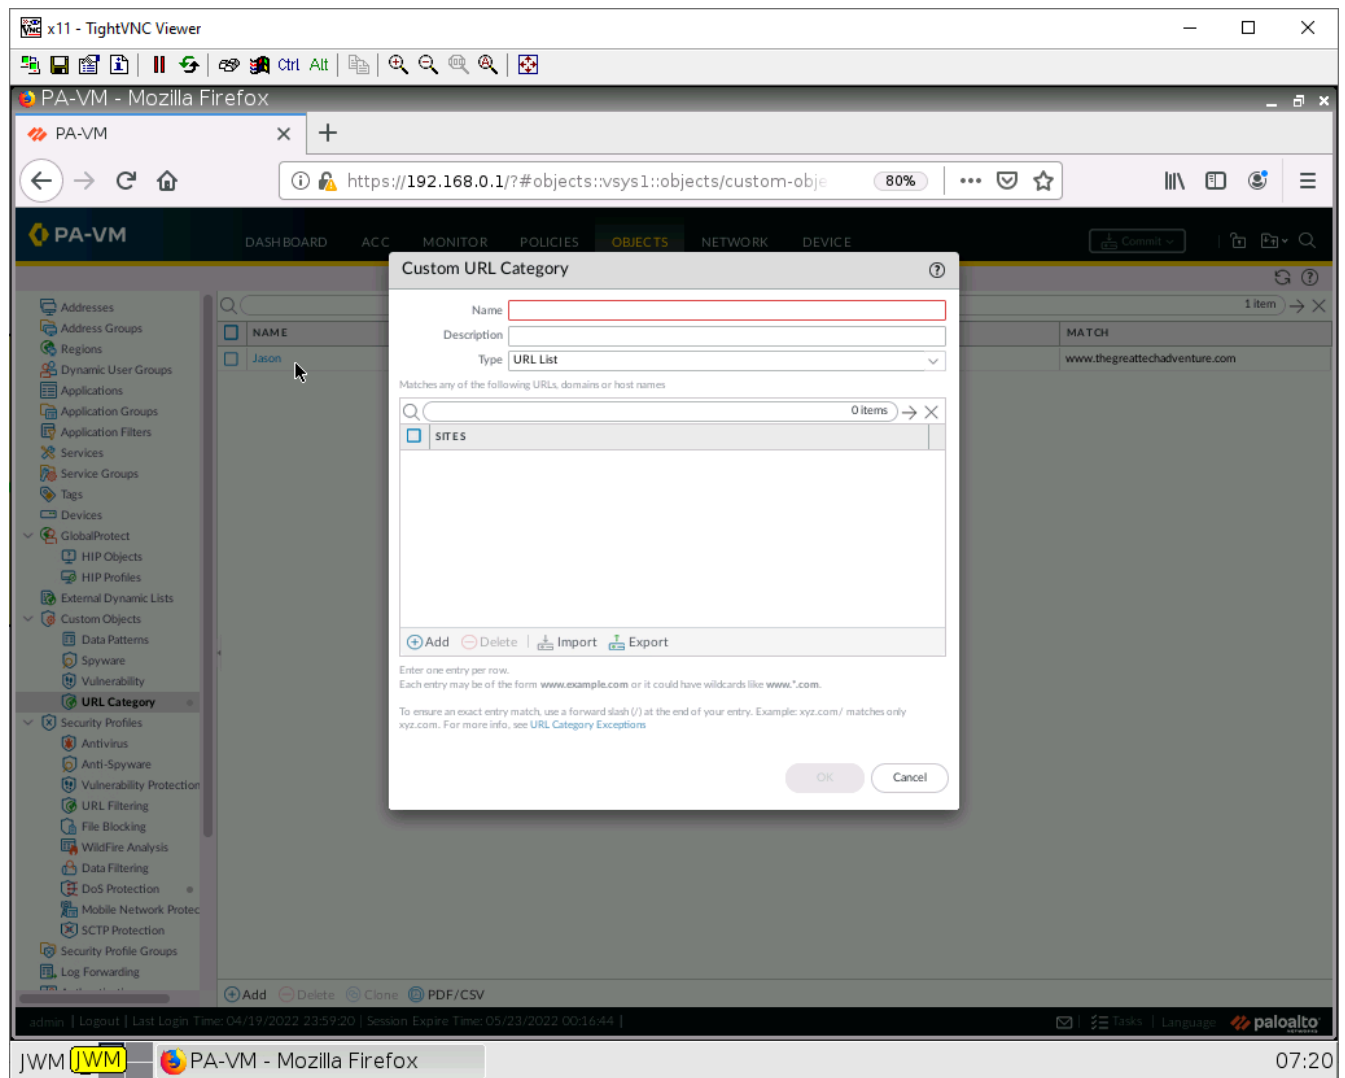 x11 - TightVNC Viewer
Ctrl Alt
PA-VM - Mozilla Firefox
PA-VM
https://192.168.0.1/?#objects::vsys1::objects/custom-obje 80%
PA-VM
DASHBOARD ACC MONITOR POLICIES OBJECTS NETWORK DEVICE Commit
Custom URL Category
Addresses
Address Groups
Regions
Dynamic User Groups
Applications
Application Groups
Application Filters
Services
Service Groups
Tags
Devices
GlobalProtect
HIP Objects
HIP Profiles
External Dynamic Lists
Custom Objects
Data Patterns
Spyware
Vulnerability
URL Category
Security Profiles
Antivirus
Anti-Spyware
Vulnerability Protection
URL Filtering
File Blocking
WildFire Analysis
Data Filtering
DoS Protection
Mobile Network Protec
SCTP Protection
Security Profile Groups
Log Forwarding
1 item
NAME MATCH
Jason www.thegreattechadventure.com
Name
Description
Type URL List
Matches any of the following URLs, domains or host names
0 items
SITES
Add Delete Import Export
Enter one entry per row.
Each entry may be of the form www.example.com or it could have wildcards like www.*.com.
To ensure an exact entry match, use a forward slash (/) at the end of your entry. Example: xyz.com/ matches only
xyz.com. For more info, see URL Category Exceptions
OK Cancel
Add Delete Clone PDF/CSV
admin | Logout | Last Login Time: 04/19/2022 23:59:20 | Session Expire Time: 05/23/2022 00:16:44 |
Tasks | Language paloalto NETWORKS
JWM JWM PA-VM - Mozilla Firefox 07:20